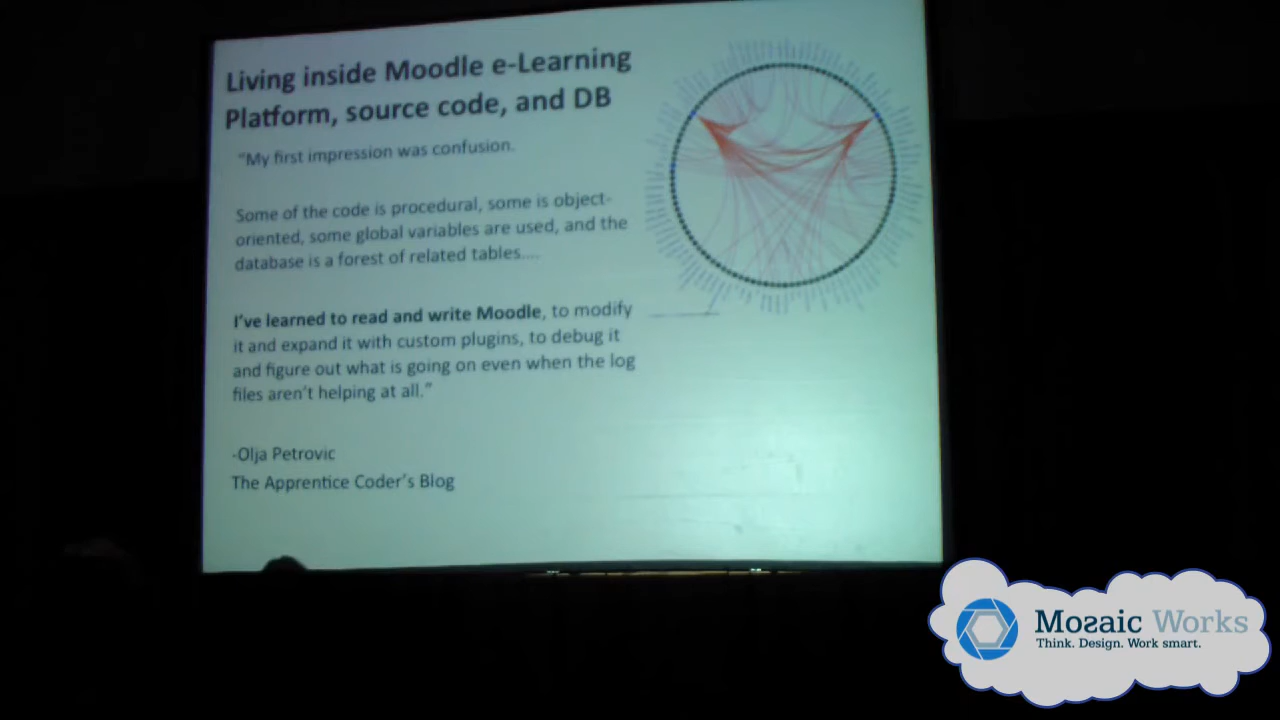 Living inside Moodle e-Learning
Platform, source code, and DB
“My first impression was confusion.
Some of the code is procedural, some is object-
oriented, some global variables are used, and the
database is a forest of related tables....
I’ve learned to read and write Moodle, to modify
it and expand it with custom plugins, to debug it
and figure out what is going on even when the log
files aren’t helping at all.”
-Olja Petrovic
The Apprentice Coder’s Blog
Mozaic Works
Think. Design. Work smart.